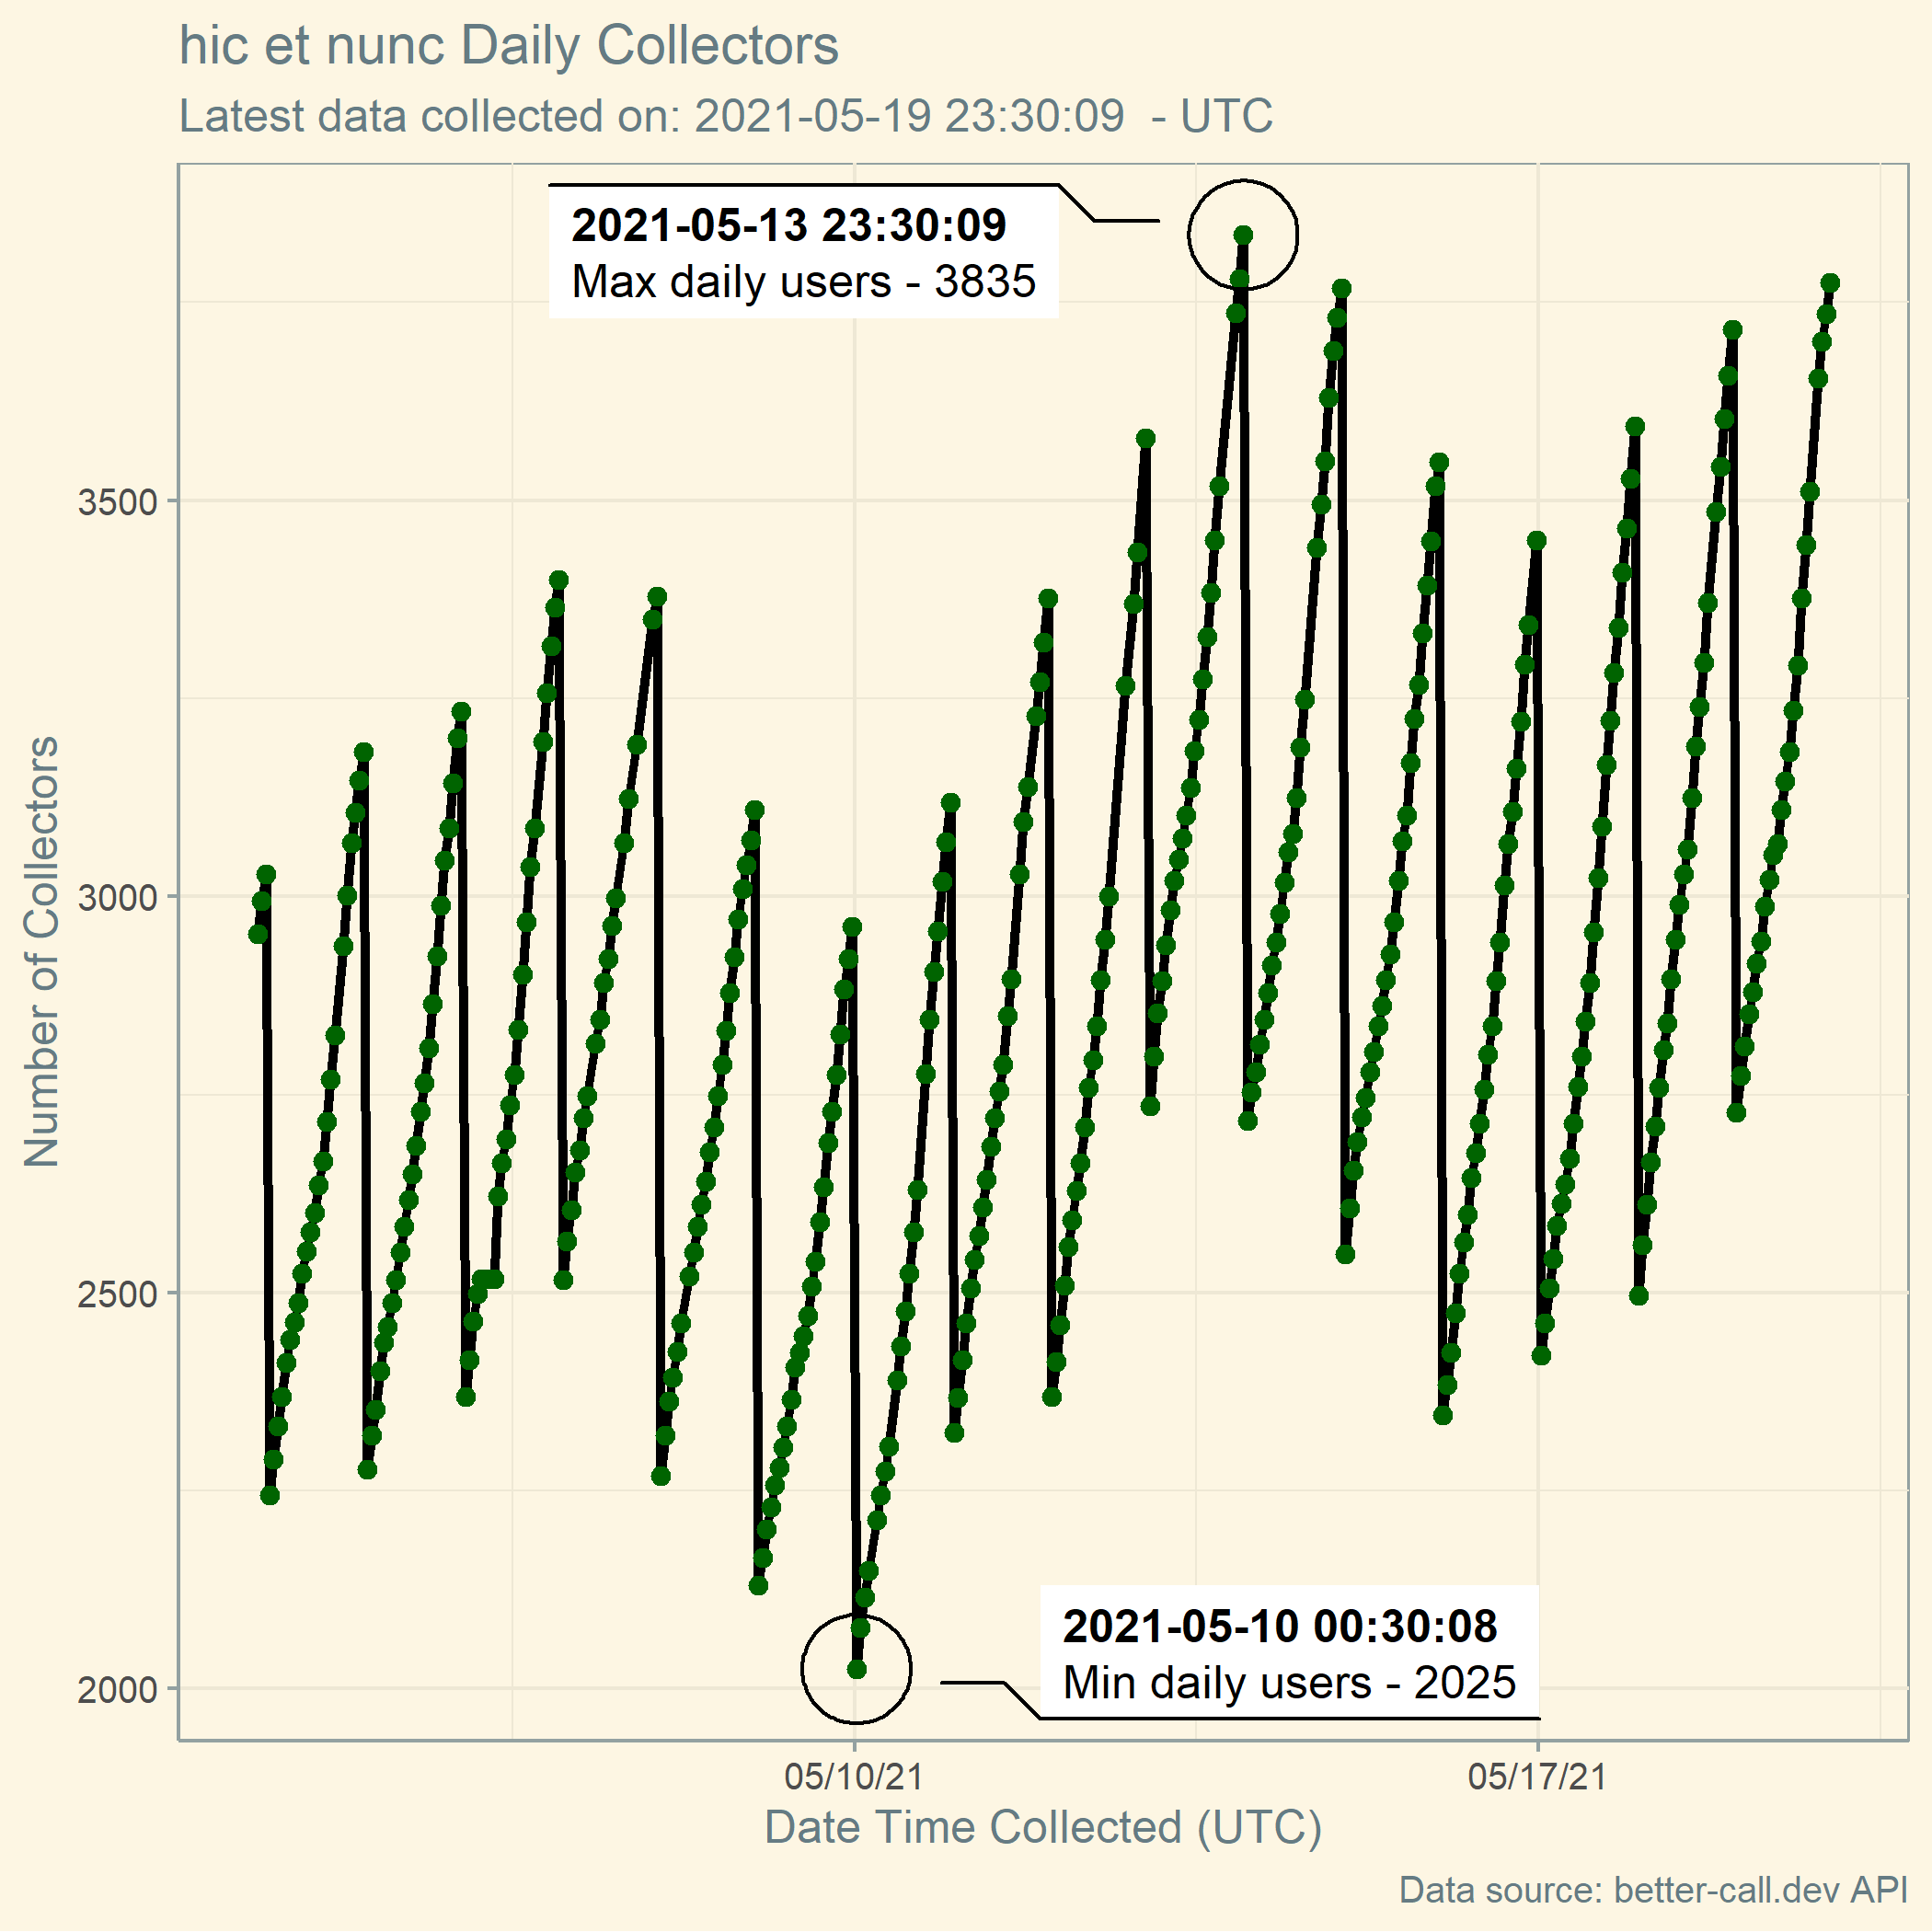 hic et nunc Daily Collectors
Latest data collected on: 2021-05-19 23:30:09  - UTC
2021-05-13 23:30:09
Max daily users - 3835
3500
3000
2500
2000
Number of Collectors
2021-05-10 00:30:08
Min daily users - 2025
05/10/21
05/17/21
Date Time Collected (UTC)
Data source: better-call.dev API